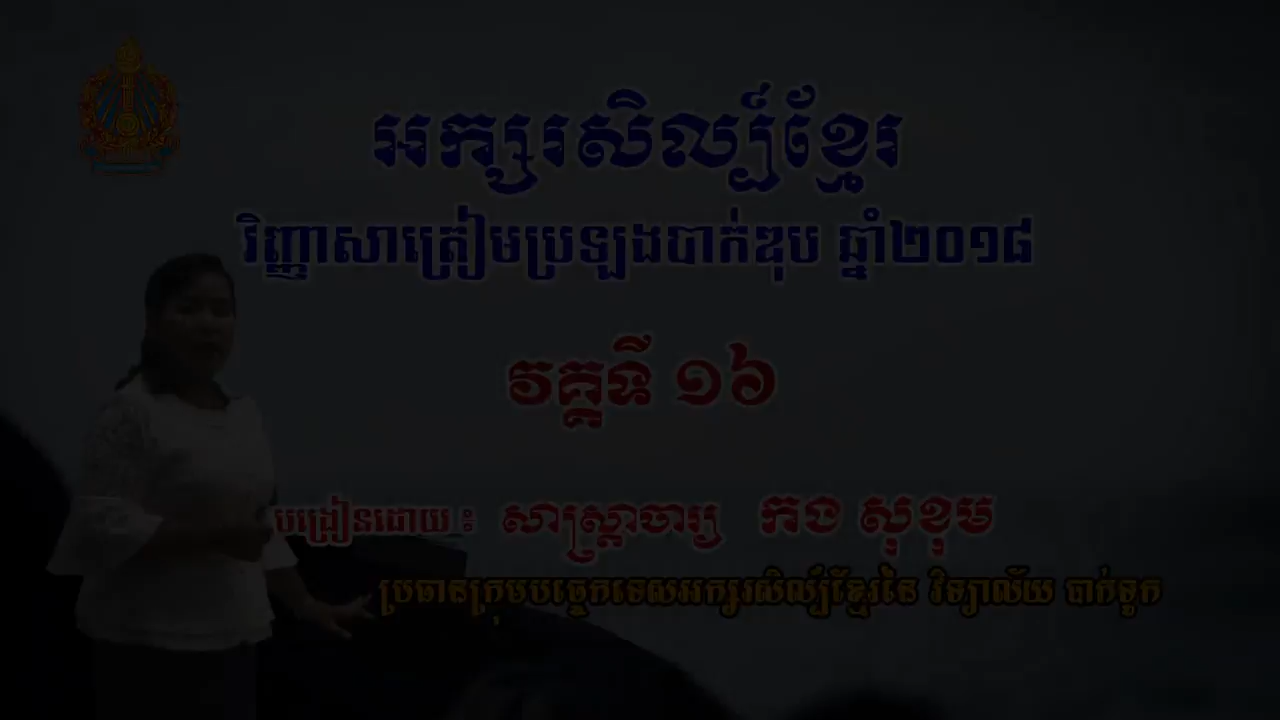 អក្សរសិល្ប៍ខ្មែរ
វិញ្ញាសាត្រៀមប្រឡងបាក់ឌុប ឆ្នាំ២០១៨
វគ្គទី ១៦
បង្រៀនដោយ ៖ សាស្ត្រាចារ្យ កង សុខុម
ប្រធានក្រុមបច្ចេកទេសអក្សរសិល្ប៍ខ្មែរនៃ វិទ្យាល័យ បាក់ទូក